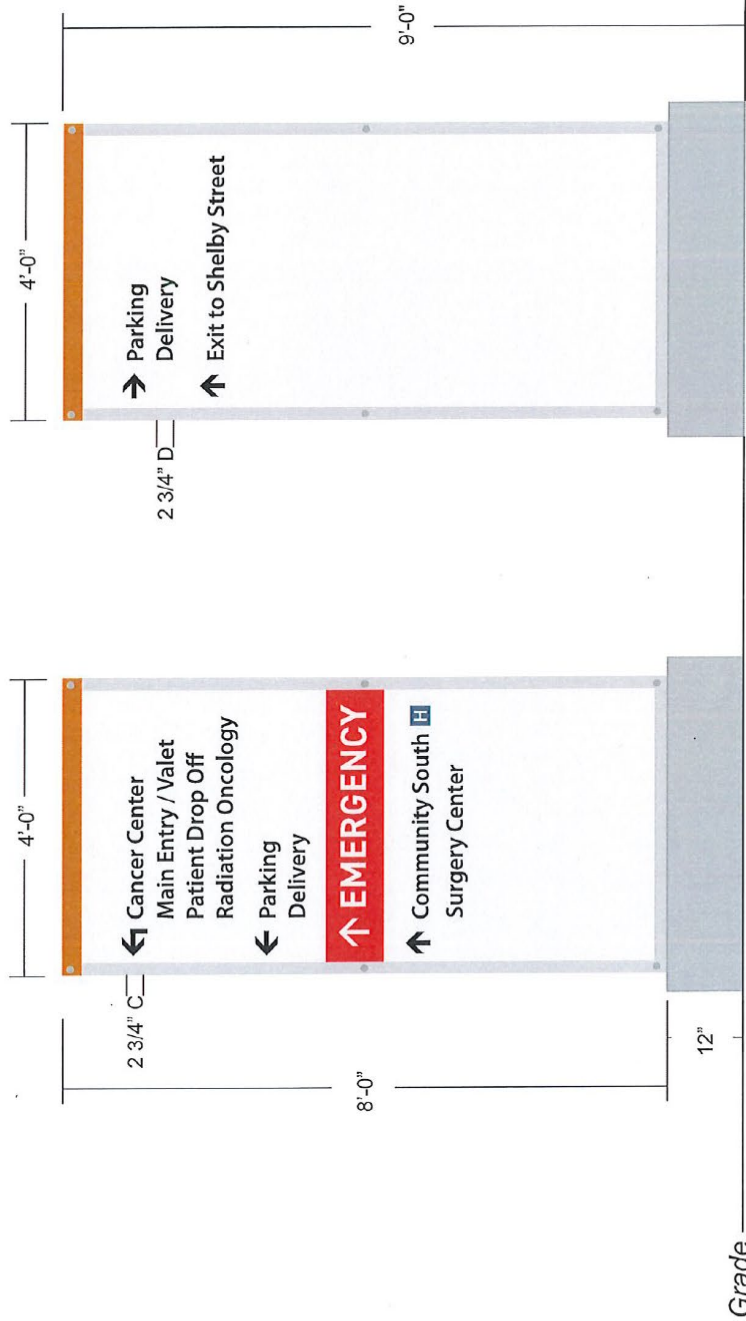 4'-0"
4'-0"
2 3/4" C
Cancer Center
Main Entry / Valet
Patient Drop Off
Radiation Oncology
Parking
Delivery
EMERGENCY
Community South H
Surgery Center
8'-0"
12"
2 3/4" D
Parking
Delivery
Exit to Shelby Street
9'-0"
Grade